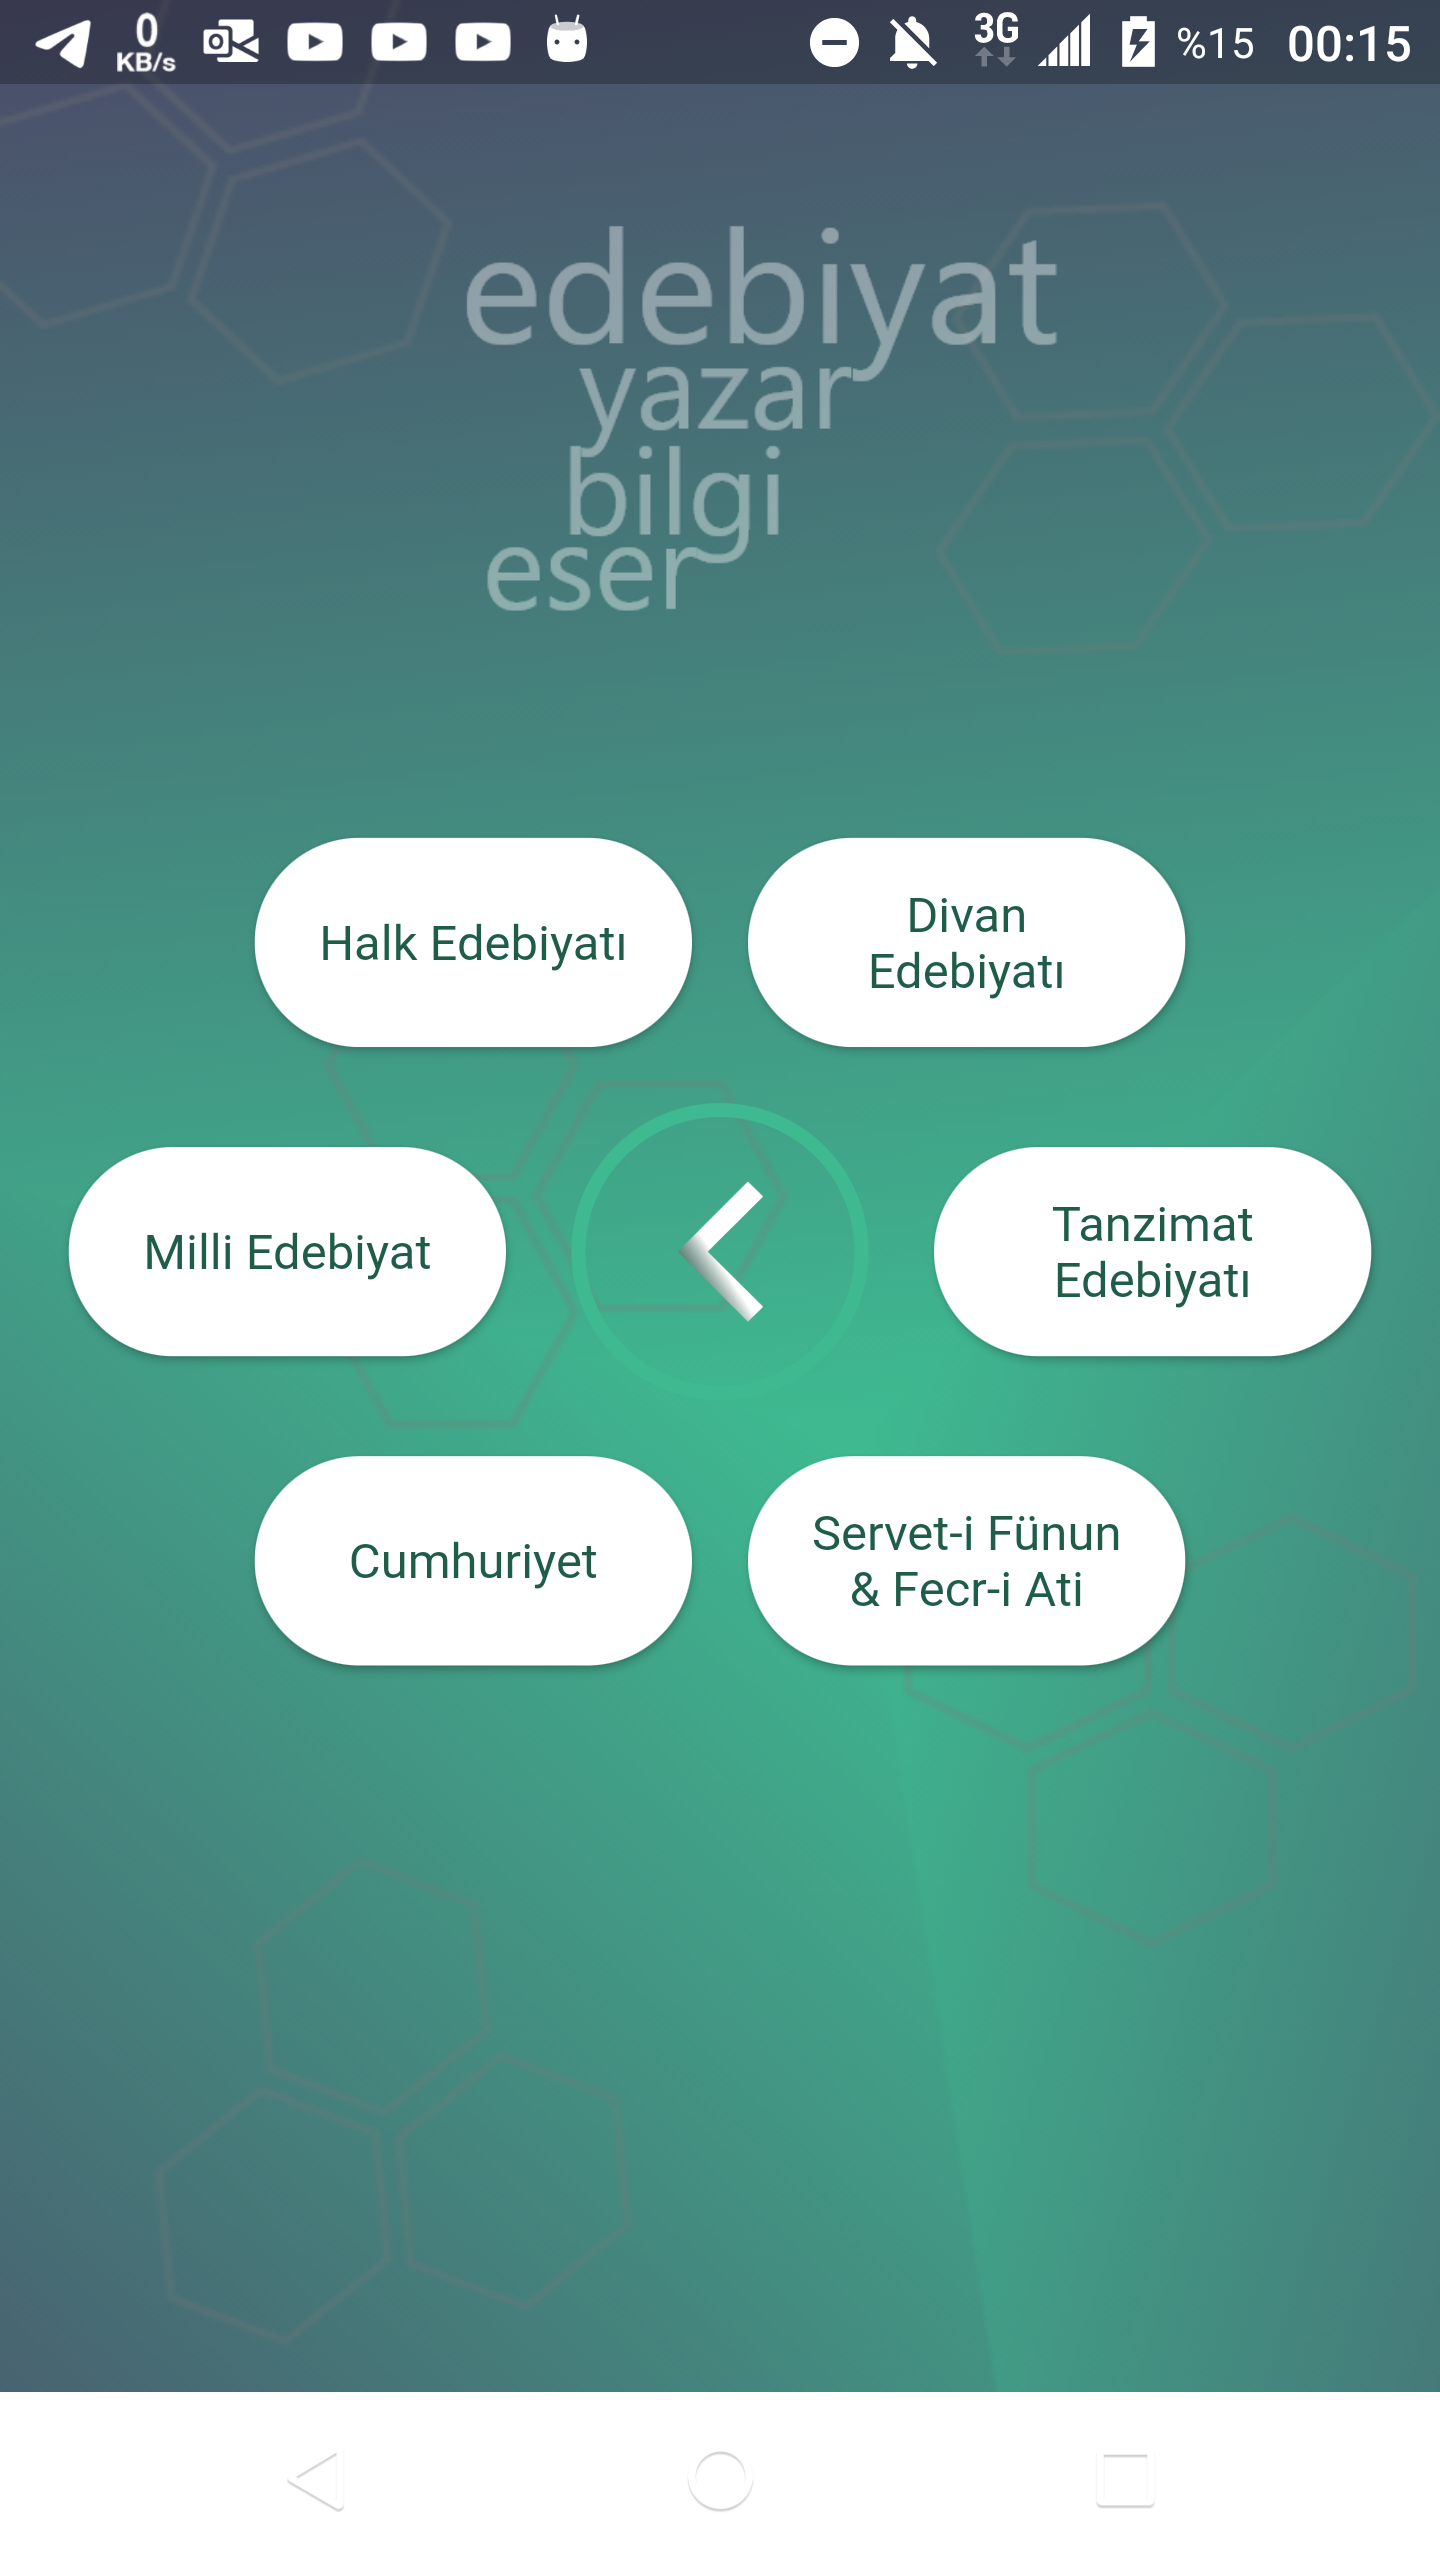 0
KB/s
3G
%15
00:15
edebiyat
yazar
bilgi
eser
Halk Edebiyatı
Divan
Edebiyatı
Milli Edebiyat
Tanzimat
Edebiyatı
Cumhuriyet
Servet-i Fünun
& Fecr-i Ati